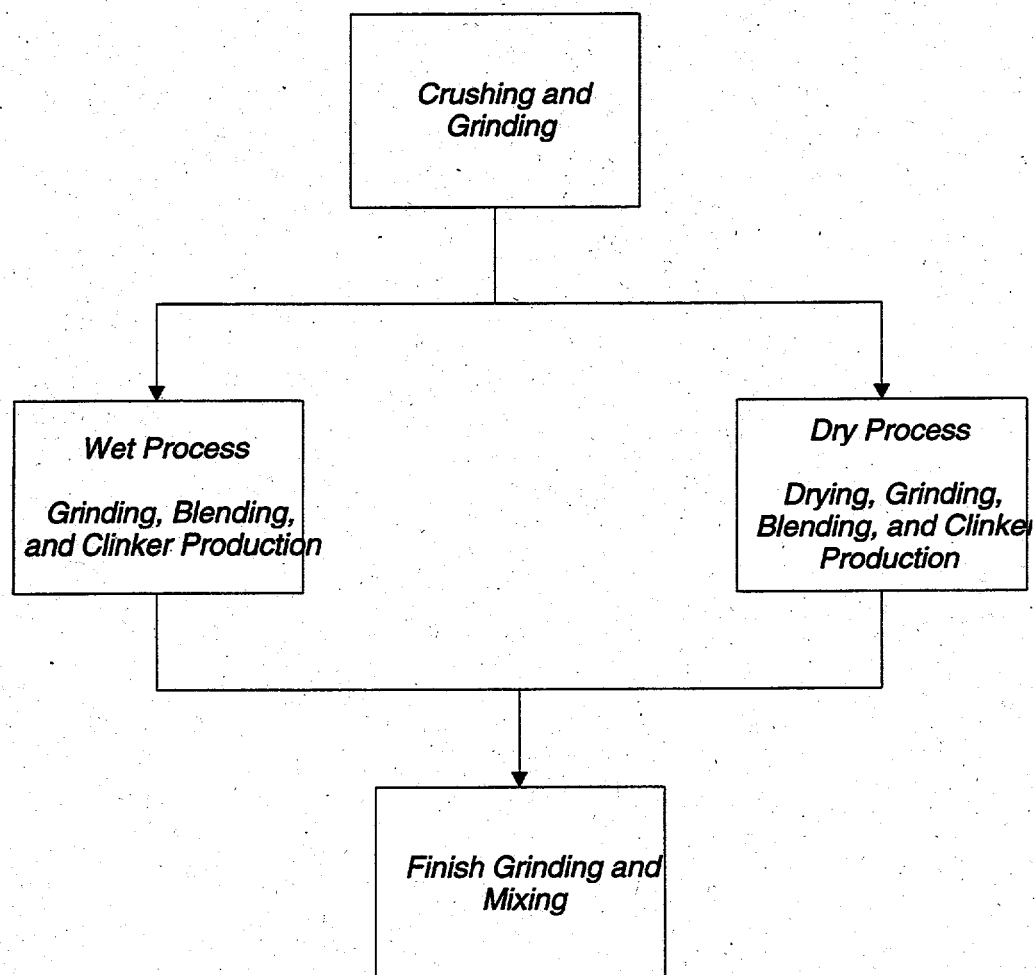 Crushing and
Grinding
Wet Process
Grinding, Blending,
and Clinker Production
Dry Process
Drying, Grinding,
Blending, and Clinker
Production
Finish Grinding and
Mixing